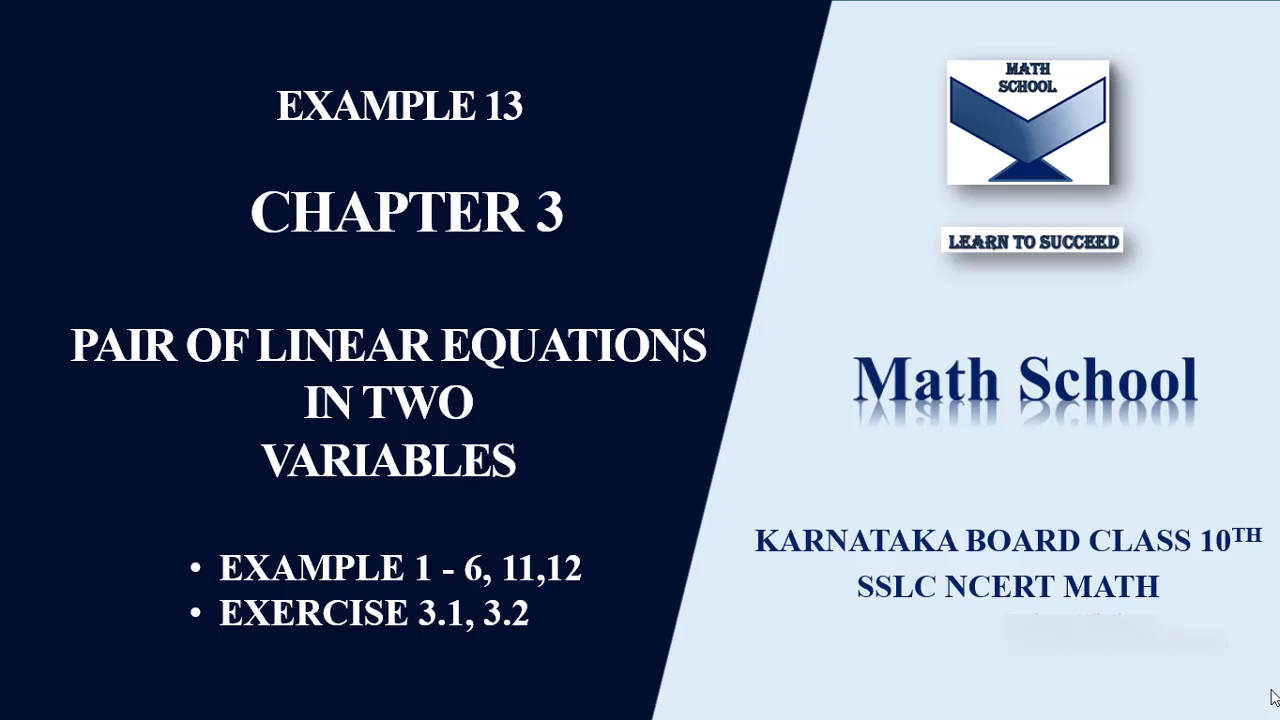 EXAMPLE 13
CHAPTER 3
PAIR OF LINEAR EQUATIONS
IN TWO
VARIABLES
• EXAMPLE 1 - 6, 11,12
• EXERCISE 3.1, 3.2
MATH
SCHOOL
LEARN TO SUCCEED
Math School
KARNATAKA BOARD CLASS 10TH
SSLC NCERT MATH